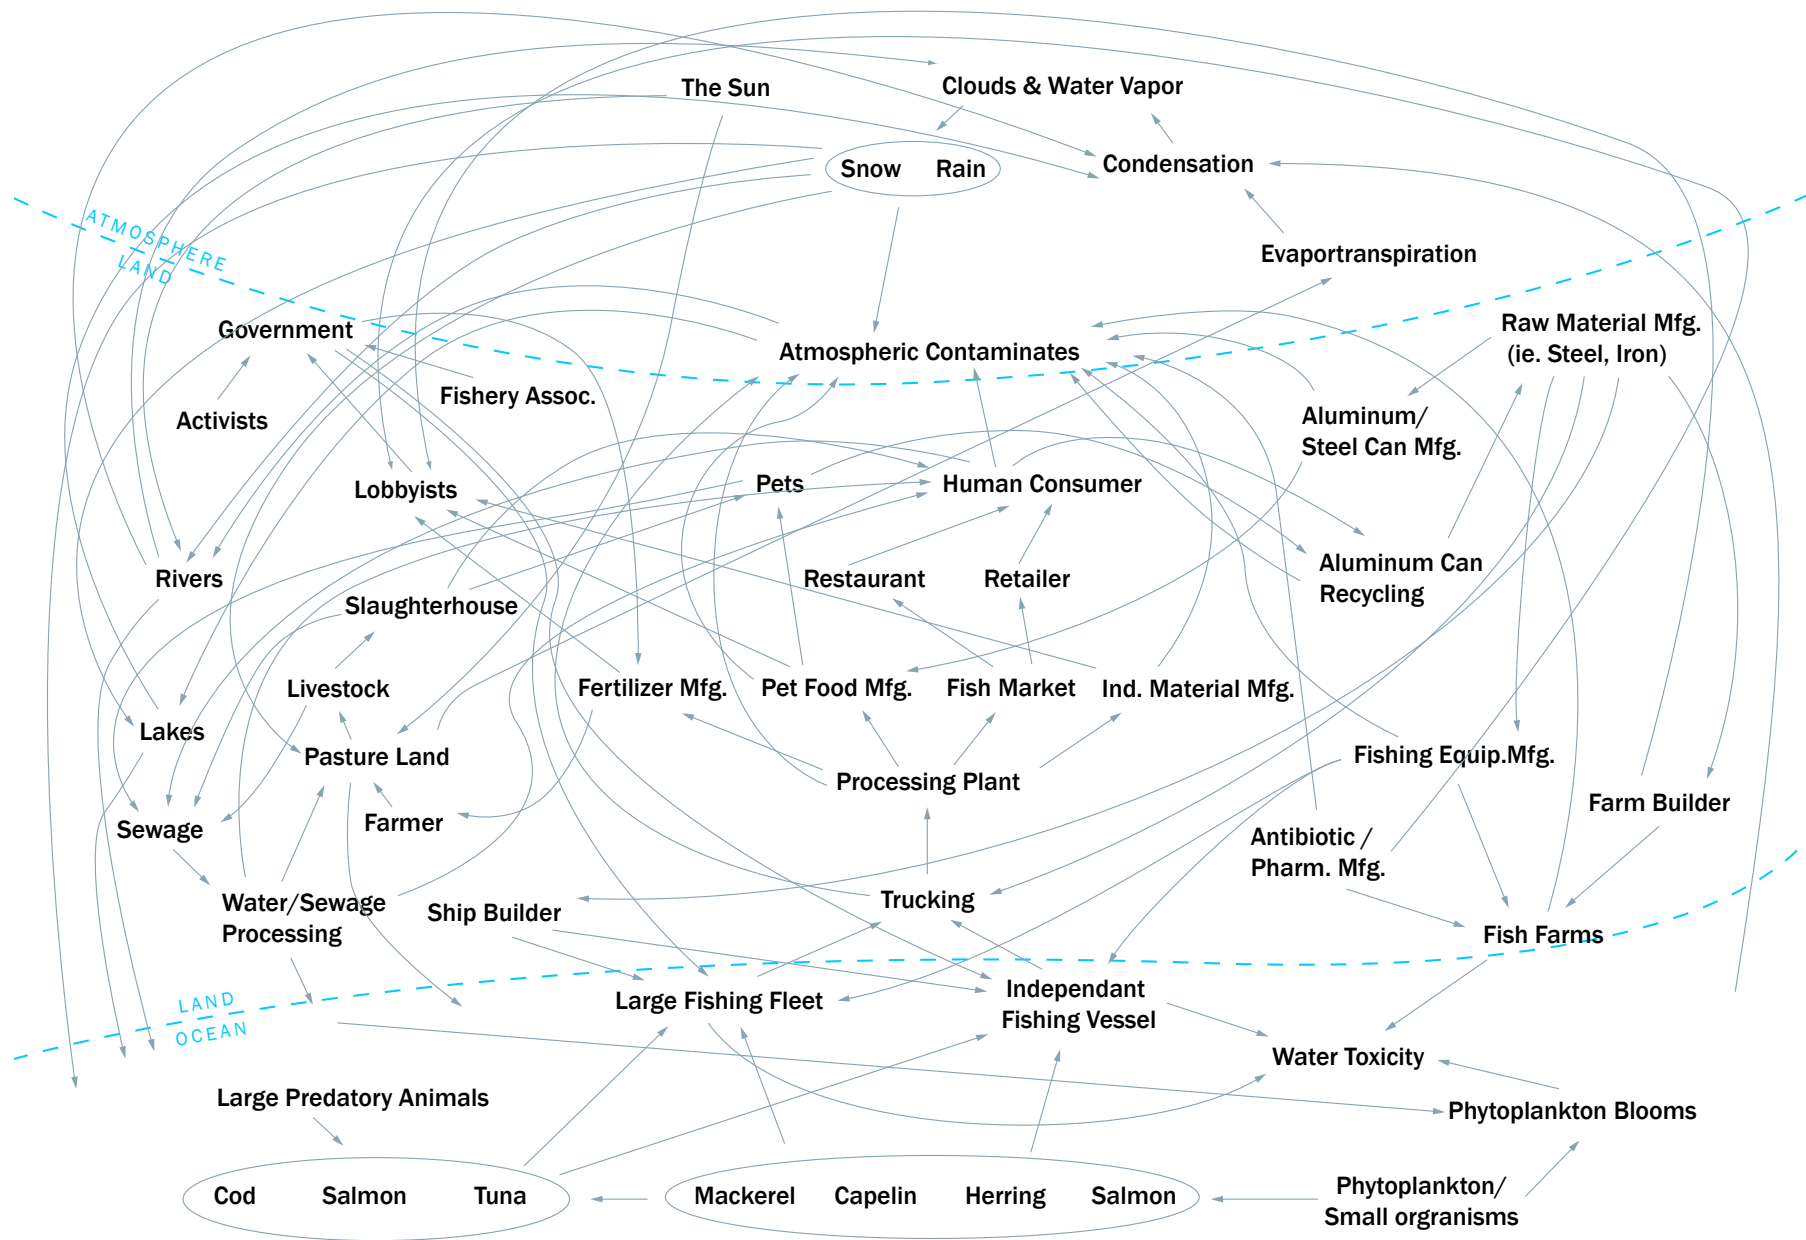 The Sun
Clouds & Water Vapor
Snow Rain
Condensation
ATMOSPHERE
LAND
Evaportranspiration
Government
Atmospheric Contaminates
Raw Material Mfg.
(ie. Steel, Iron)
Activists
Fishery Assoc.
Aluminum/
Steel Can Mfg.
Lobbyists
Pets
Human Consumer
Rivers
Slaughterhouse
Restaurant
Retailer
Aluminum Can
Recycling
Livestock
Fertilizer Mfg.
Pet Food Mfg.
Fish Market
Ind. Material Mfg.
Lakes
Pasture Land
Processing Plant
Fishing Equip.Mfg.
Sewage
Farmer
Farm Builder
Antibiotic /
Pharm. Mfg.
Water/Sewage
Processing
Ship Builder
Trucking
Fish Farms
LAND
OCEAN
Large Fishing Fleet
Independant
Fishing Vessel
Water Toxicity
Large Predatory Animals
Phytoplankton Blooms
Cod Salmon Tuna
Mackerel Capelin Herring Salmon
Phytoplankton/
Small orgranisms